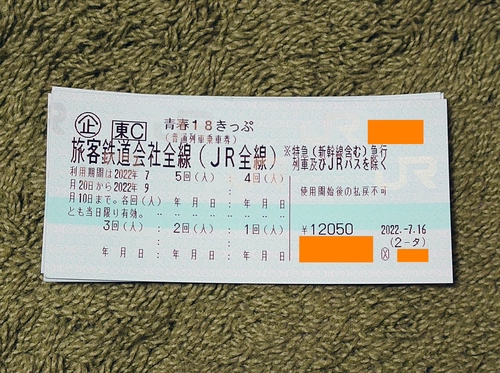 企 東C 青春18きっぷ
(普通列車乗車券)
旅客鉄道会社全線(JR全線) ※特急(新幹線含む)急行
列車及びJRバスを除く
利用期間は2022年 7 5回(人) : 4回(人) :
月20日から2022年 9
月10日まで。各回(人) 年 月 日 年 月 日
使用開始後の払戻不可
とも当日限り有効。
3回(人) : 2回(人) : 1回(人)
年 月 日 年 月 日 年 月 日
¥12050 2022.-7.16
(2-タ)